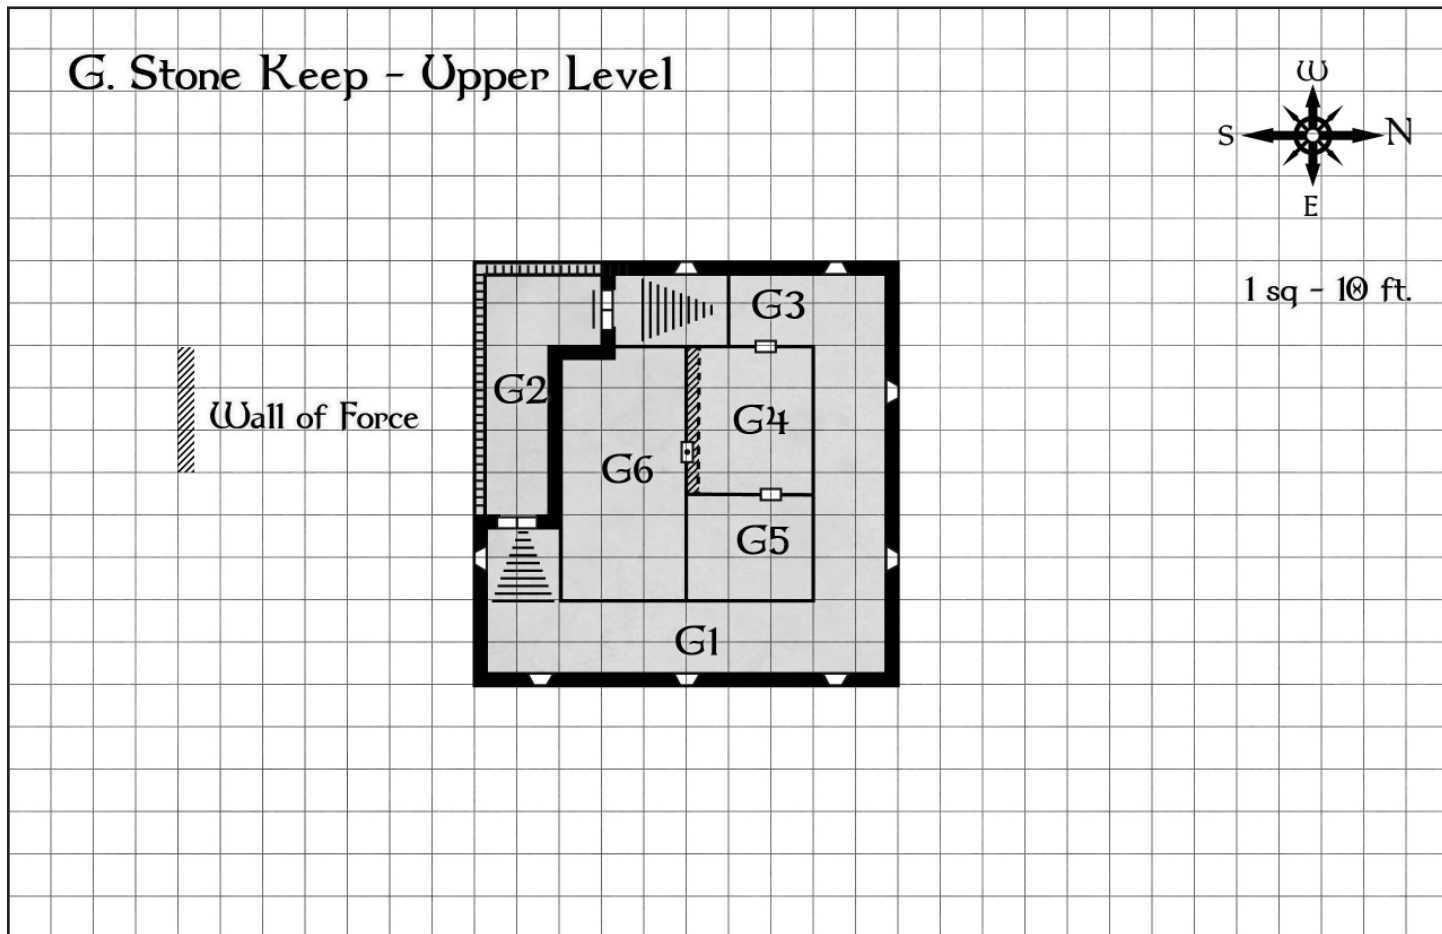 G. Stone Keep - Upper Level
W
S
N
E
1 sq - 10 ft.
G3
G2
Wall of Force
G4
G6
G5
G1